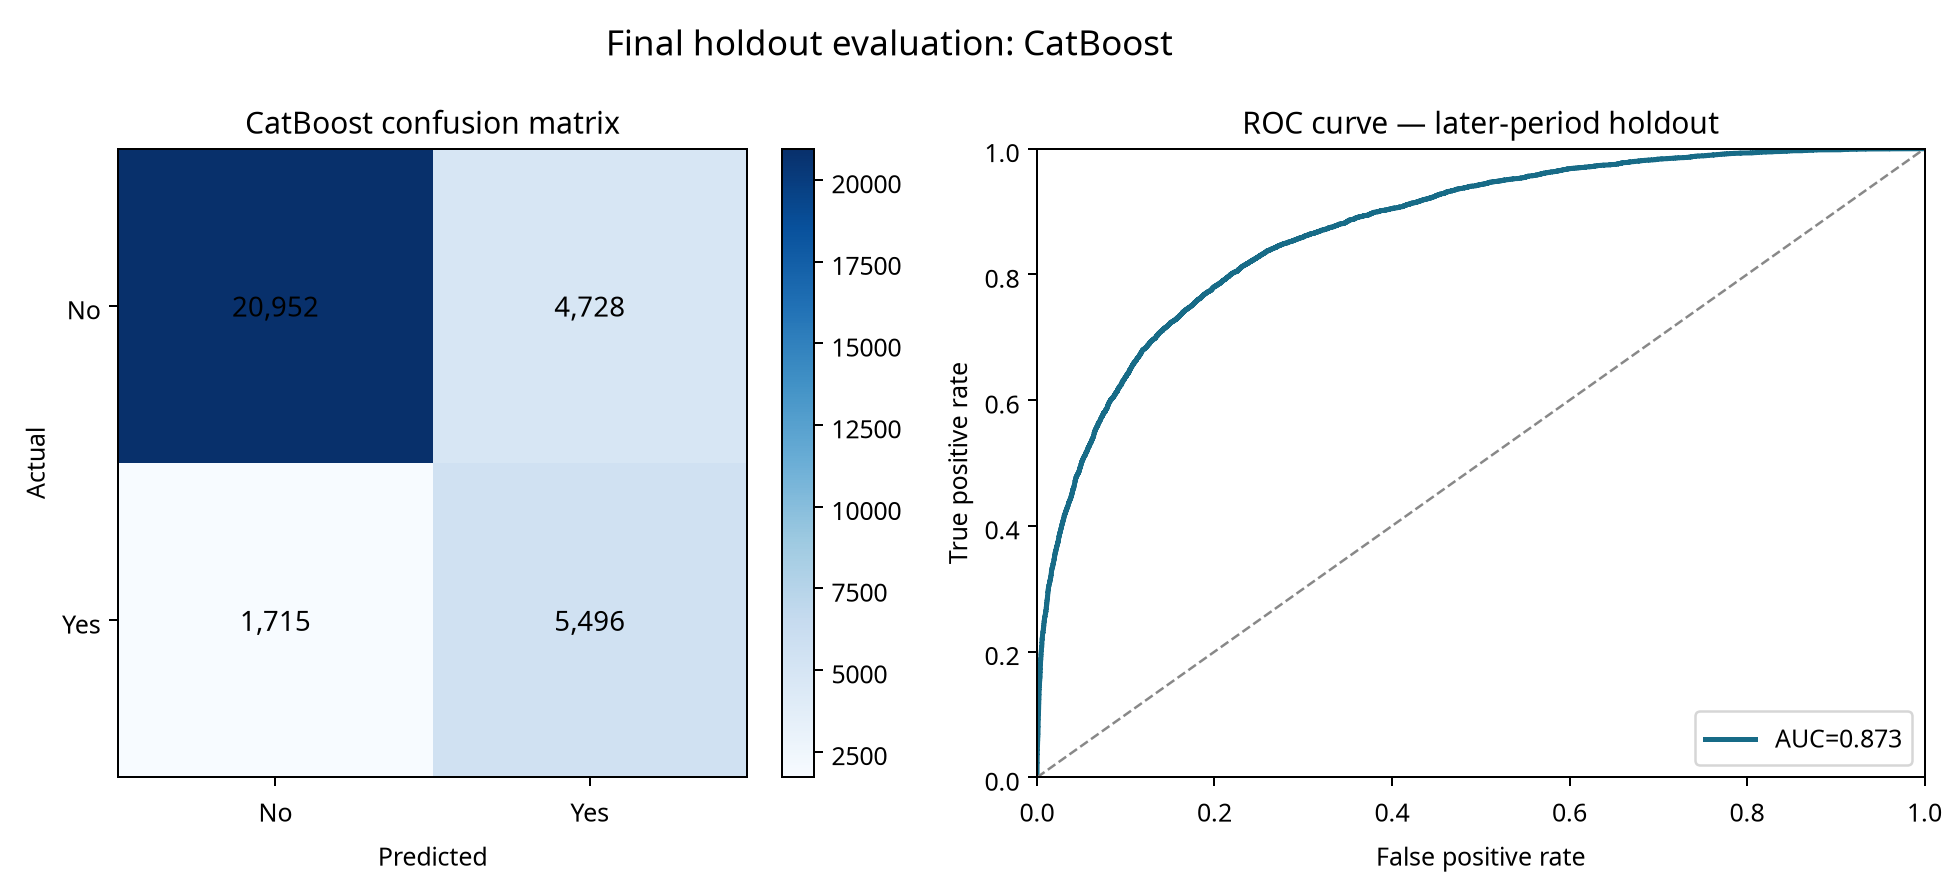 Final holdout evaluation: CatBoost
CatBoost confusion matrix
No
Yes
Actual
20,952
4,728
1,715
5,496
No
Yes
Predicted
20000
17500
15000
12500
10000
7500
5000
2500
ROC curve — later-period holdout
True positive rate
1.0
0.8
0.6
0.4
0.2
0.0
AUC=0.873
0.0
0.2
0.4
0.6
0.8
1.0
False positive rate